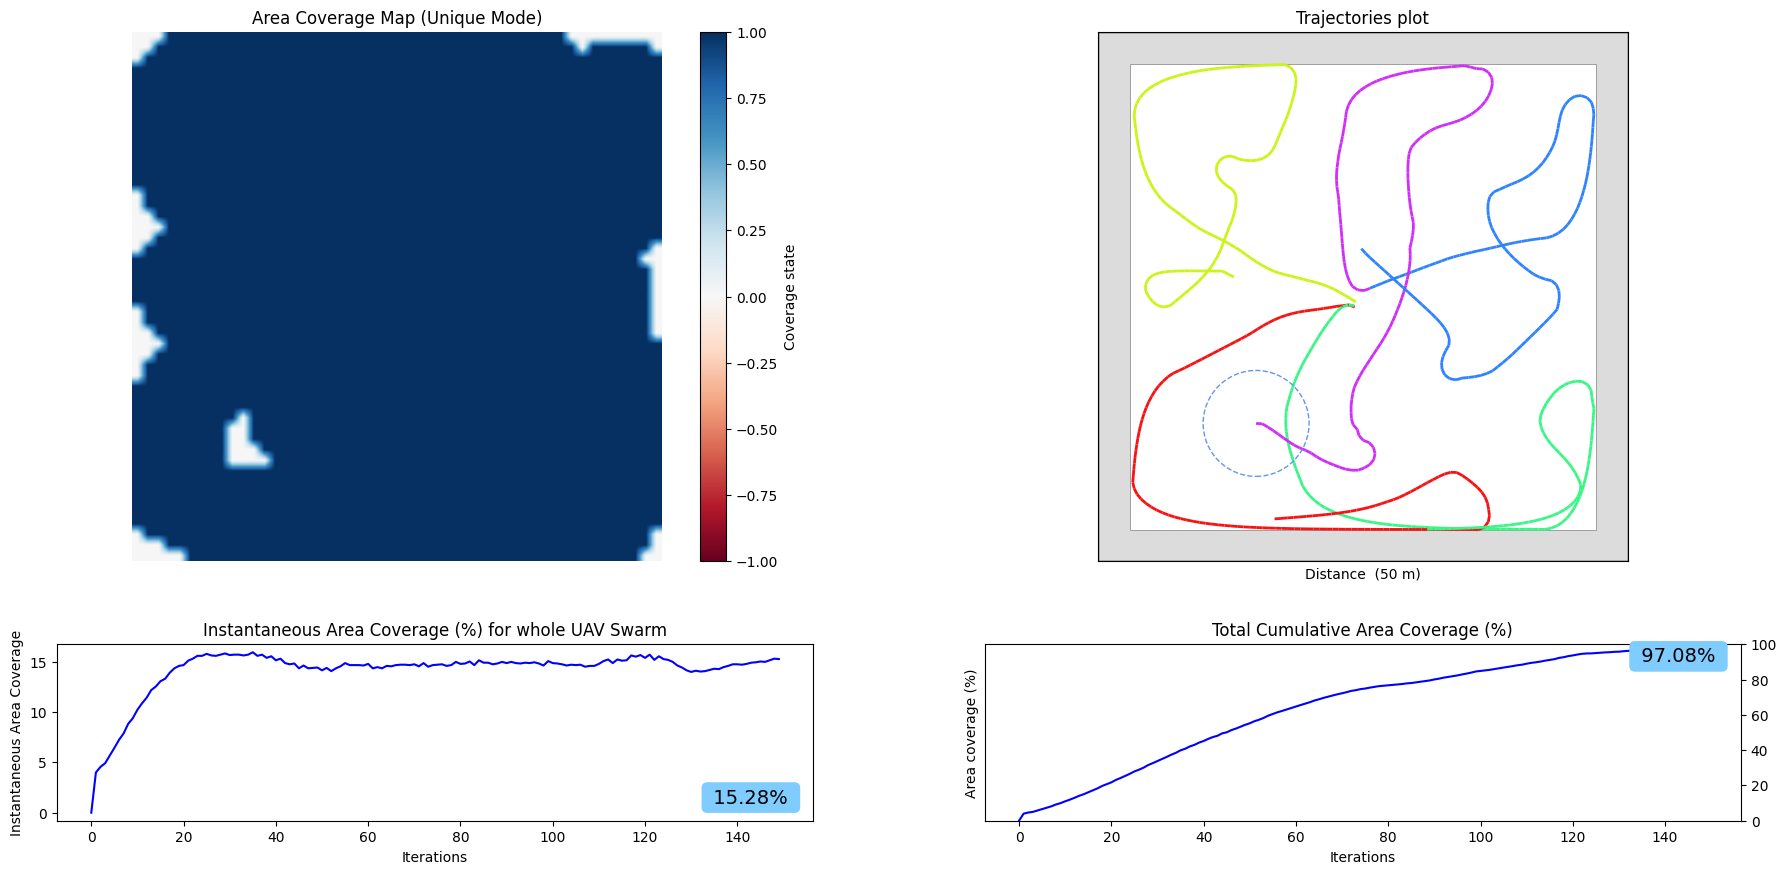 Area Coverage Map (Unique Mode)
1.00
0.75
0.50
0.25
0.00
−0.25
−0.50
−0.75
−1.00
Coverage state
Trajectories plot
Distance  (50 m)
Instantaneous Area Coverage (%) for whole UAV Swarm
Instantaneous Area Coverage
15
10
5
0
15.28%
0 20 40 60 80 100 120 140
Iterations
Total Cumulative Area Coverage (%)
Area coverage (%)
97.08%
100
80
60
40
20
0
0 20 40 60 80 100 120 140
Iterations